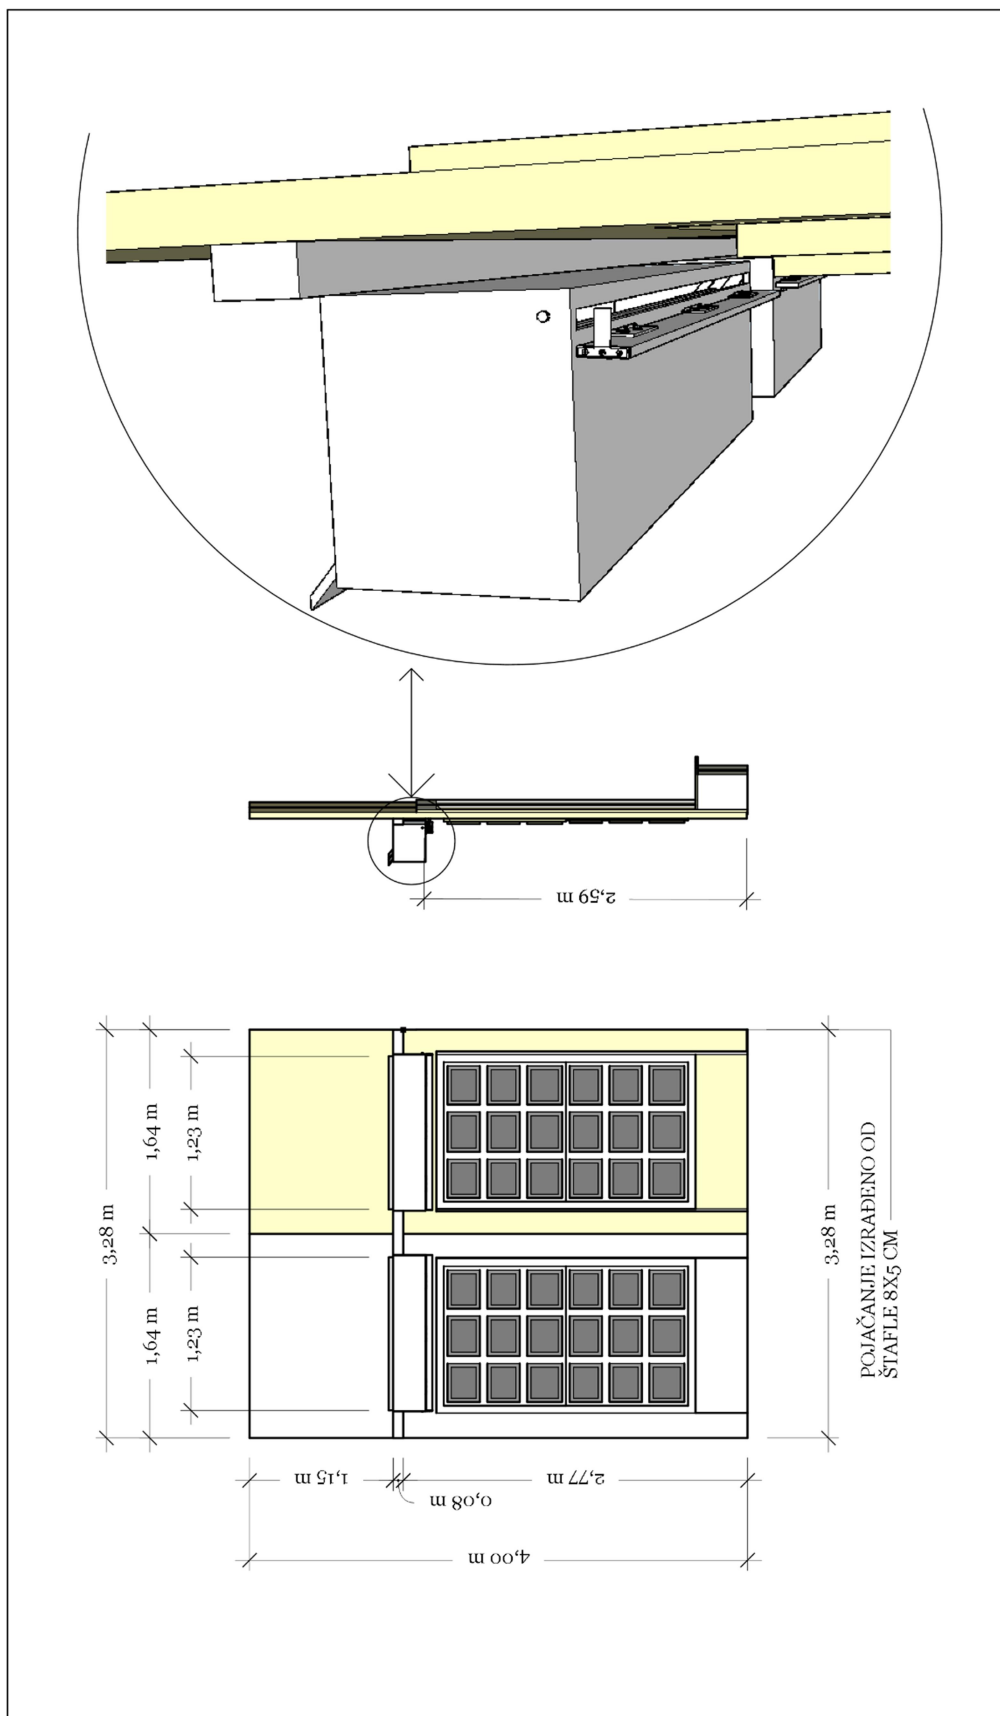 2,59 m
3,28 m
1,64 m
1,64 m
1,23 m
1,23 m
3,28 m
POJAČANJE IZRAĐENO OD
ŠTAFLE 8X5 CM
1,15 m
0,08 m
2,77 m
4,00 m